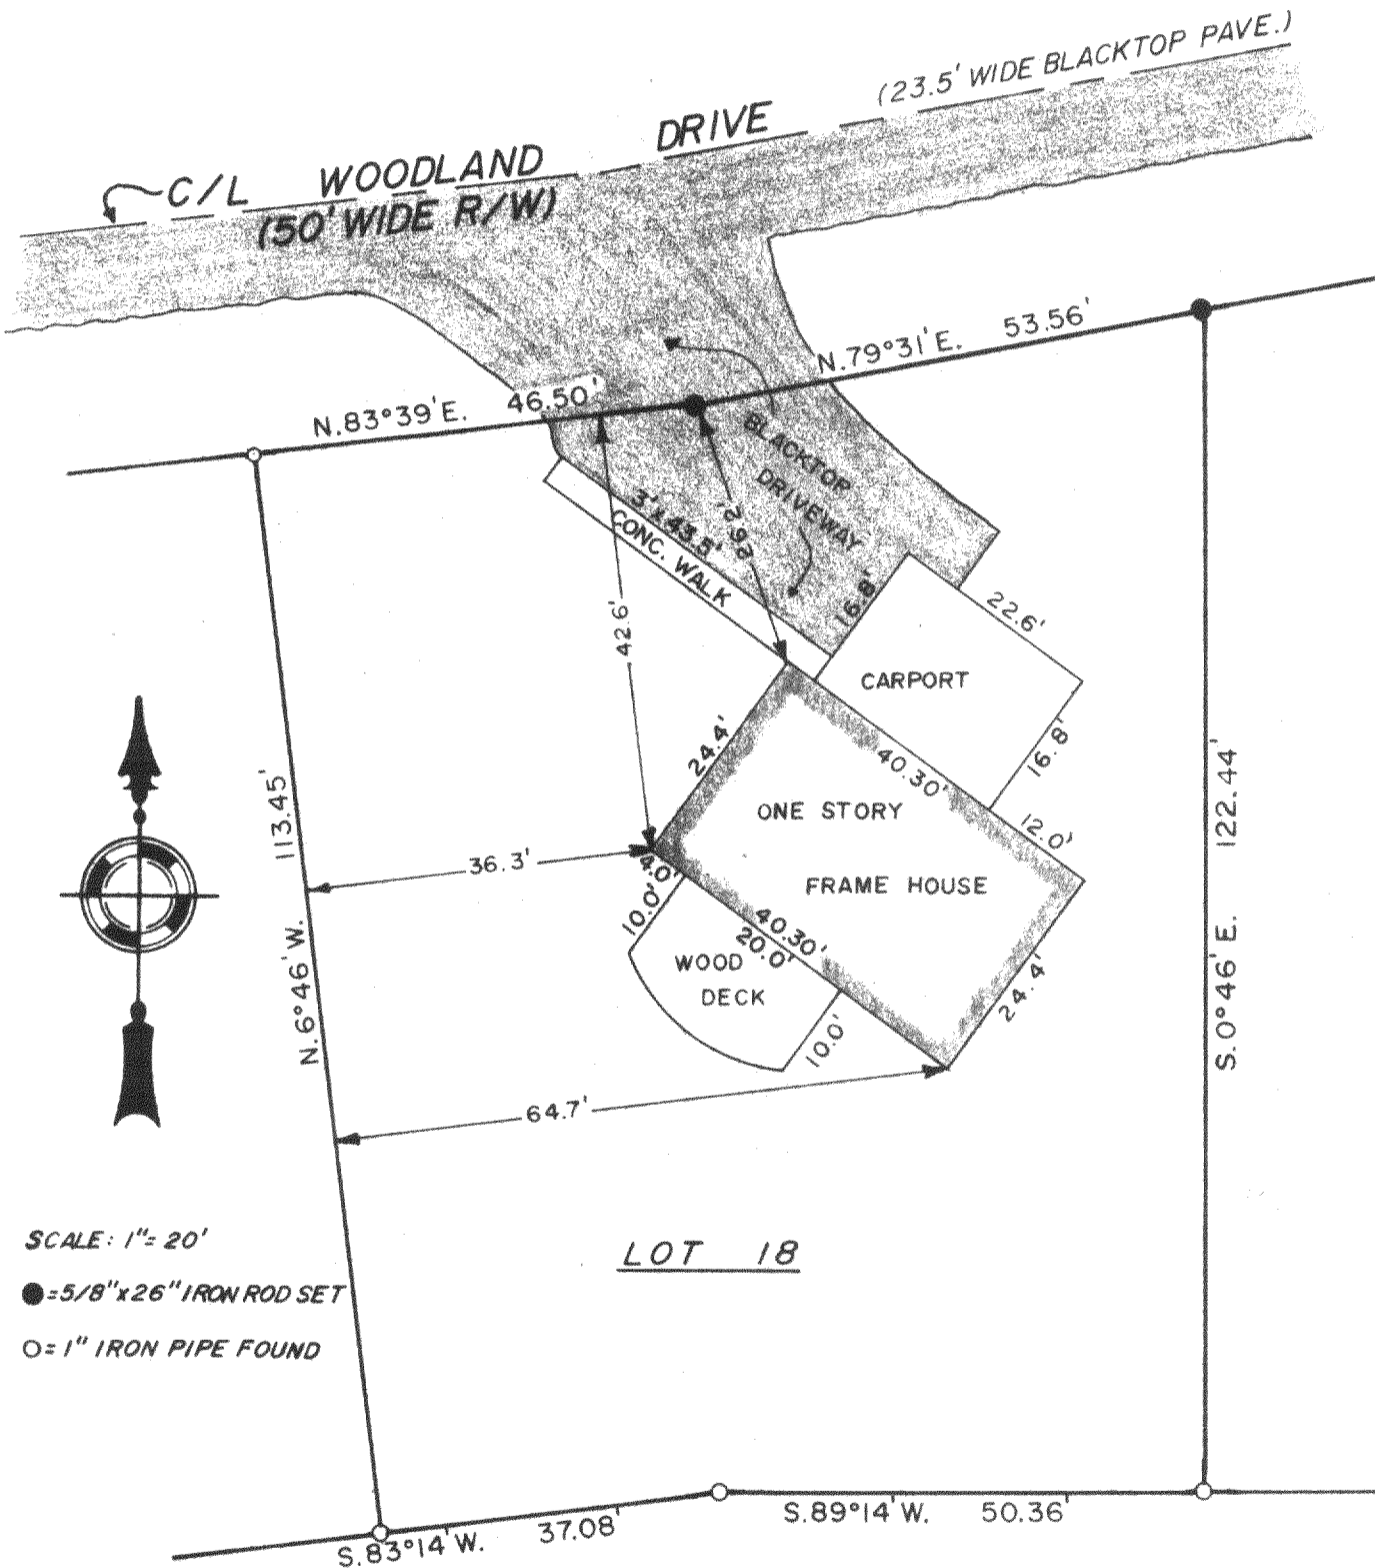 (23.5' WIDE BLACKTOP PAVE.)
C/L WOODLAND DRIVE
(50' WIDE R/W)
N.79°31'E. 53.56'
N.83°39'E. 46.50'
BLACKTOP
DRIVEWAY
26.2'
3'x43.5'
CONC. WALK
42.6'
16.8'
22.6'
CARPORT
16.8'
24.4'
40.30'
12.0'
ONE STORY
FRAME HOUSE
113.45'
N.6°46'W.
36.3'
4.0'
10.0'
40.30'
20.0'
WOOD
DECK
10.0'
24.4'
122.44'
S.0°46'E.
64.7'
SCALE: 1"=20'
=5/8"x26" IRON ROD SET
= 1" IRON PIPE FOUND
LOT 18
S.83°14'W. 37.08'
S.89°14'W. 50.36'